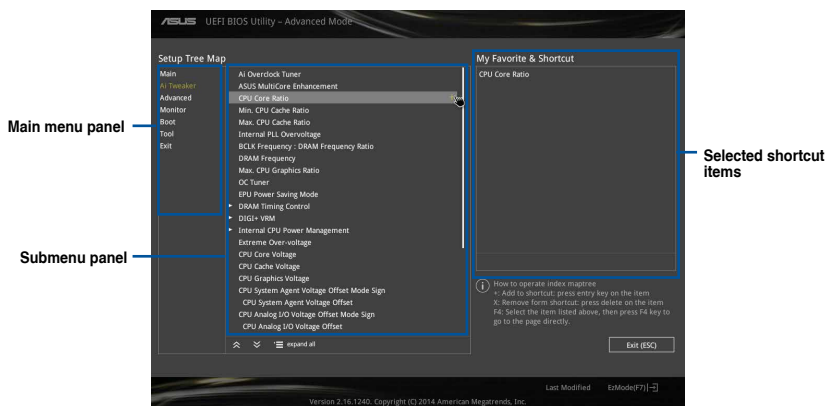 ASUS UEFI BIOS Utility – Advanced Mode
Setup Tree Map
Main
Ai Tweaker
Advanced
Monitor
Boot
Tool
Exit
Ai Overclock Tuner
ASUS MultiCore Enhancement
CPU Core Ratio
Min. CPU Cache Ratio
Max. CPU Cache Ratio
Internal PLL Overvoltage
BCLK Frequency : DRAM Frequency Ratio
DRAM Frequency
Max. CPU Graphics Ratio
OC Tuner
EPU Power Saving Mode
DRAM Timing Control
DIGI+ VRM
Internal CPU Power Management
Extreme Over-voltage
CPU Core Voltage
CPU Cache Voltage
CPU Graphics Voltage
CPU System Agent Voltage Offset Mode Sign
CPU System Agent Voltage Offset
CPU Analog I/O Voltage Offset Mode Sign
CPU Analog I/O Voltage Offset
expand all
My Favorite & Shortcut
CPU Core Ratio
How to operate index maptree
+: Add to shortcut: press entry key on the item
X: Remove form shortcut: press delete on the item
F4: Select the item listed above, then press F4 key to
go to the page directly.
Exit (ESC)
Last Modified EzMode(F7)
Version 2.16.1240. Copyright (C) 2014 American Megatrends, Inc.
Main menu panel
Submenu panel
Selected shortcut
items